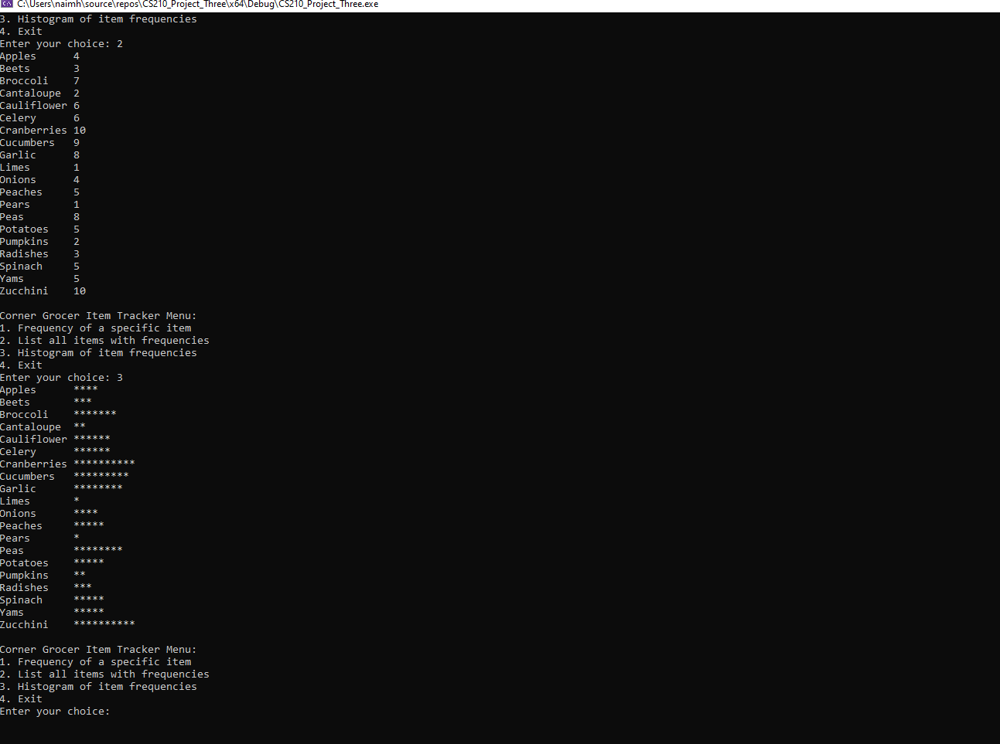 C:\Users\naimh\source\repos\CS210_Project_Three\x64\Debug\CS210_Project_Three.exe
3. Histogram of item frequencies
4. Exit
Enter your choice: 2
Apples      4
Beets       3
Broccoli    7
Cantaloupe  2
Cauliflower 6
Celery      6
Cranberries 10
Cucumbers   9
Garlic      8
Limes       1
Onions      4
Peaches     5
Pears       1
Peas        8
Potatoes    5
Pumpkins    2
Radishes    3
Spinach     5
Yams        5
Zucchini    10

Corner Grocer Item Tracker Menu:
1. Frequency of a specific item
2. List all items with frequencies
3. Histogram of item frequencies
4. Exit
Enter your choice: 3
Apples      ****
Beets       ***
Broccoli    *******
Cantaloupe  **
Cauliflower ******
Celery      ******
Cranberries **********
Cucumbers   *********
Garlic      ********
Limes       *
Onions      ****
Peaches     *****
Pears       *
Peas        ********
Potatoes    *****
Pumpkins    **
Radishes    ***
Spinach     *****
Yams        *****
Zucchini    **********

Corner Grocer Item Tracker Menu:
1. Frequency of a specific item
2. List all items with frequencies
3. Histogram of item frequencies
4. Exit
Enter your choice: